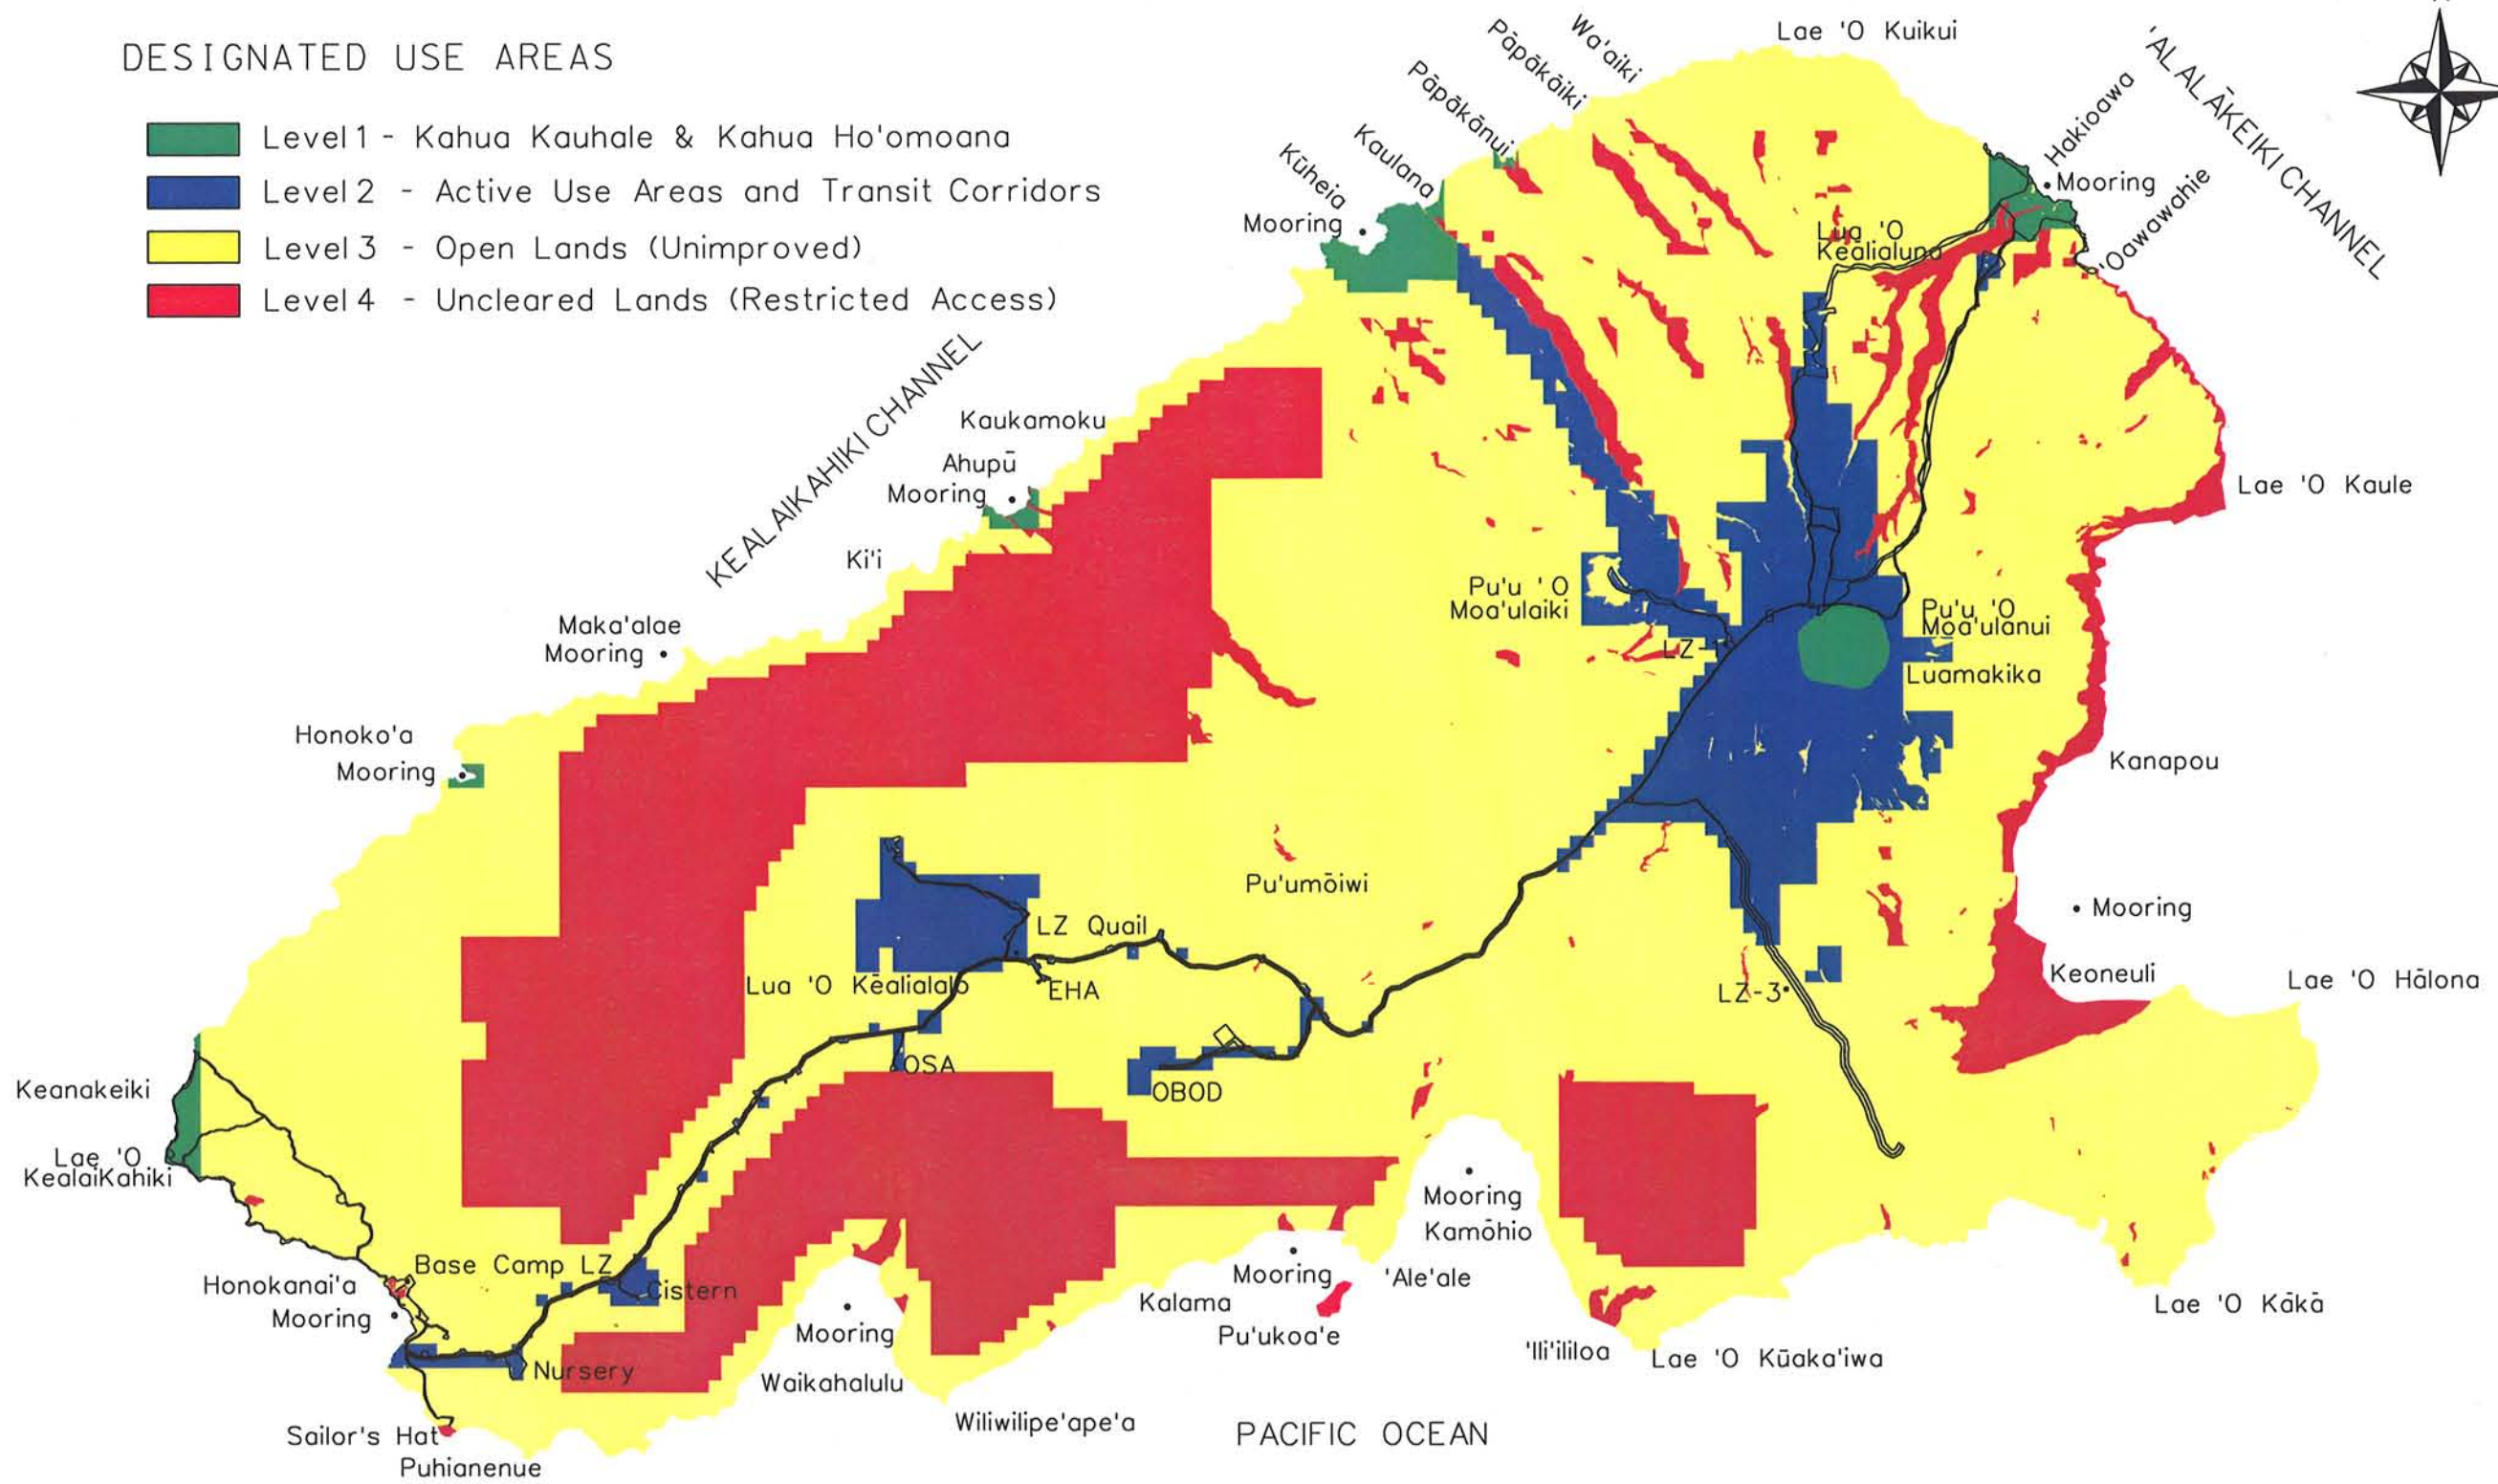 DESIGNATED USE AREAS
Level 1 - Kahua Kauhale & Kahua Ho'omoana
Level 2 - Active Use Areas and Transit Corridors
Level 3 - Open Lands (Unimproved)
Level 4 - Uncleared Lands (Restricted Access)
Lae 'O Kuikui
Wa'aiki
Pāpākāiki
Pāpākānui
Kaulana
Kūheia
Mooring
'ALALĀKEIKI CHANNEL
Hakioawa
Mooring
'Oawawahie
Lua 'O
Kealialuna
KEALAIKAHIKI CHANNEL
Kaukamoku
Ahupū
Mooring
Ki'i
Lae 'O Kaule
Maka'alae
Mooring
Pu'u 'O
Moa'ulaiki
LZ-1
Pu'u 'O
Moa'ulanui
Luamakika
Honoko'a
Mooring
Kanapou
Pu'umōiwi
LZ Quail
Mooring
Lua 'O Kealialalo
EHA
Keoneuli
LZ-3
Lae 'O Hālona
OSA
OBOD
Keanakeiki
Lae 'O
KealaiKahiki
Mooring
Kamōhio
Base Camp LZ
Cistern
Honokanai'a
Mooring
Mooring
'Ale'ale
Kalama
Pu'ukoa'e
Lae 'O Kākā
Mooring
Waikahalulu
Nursery
'Ili'ililoa
Lae 'O Kūaka'iwa
Wiliwilipe'ape'a
PACIFIC OCEAN
Sailor's Hat
Puhianenue